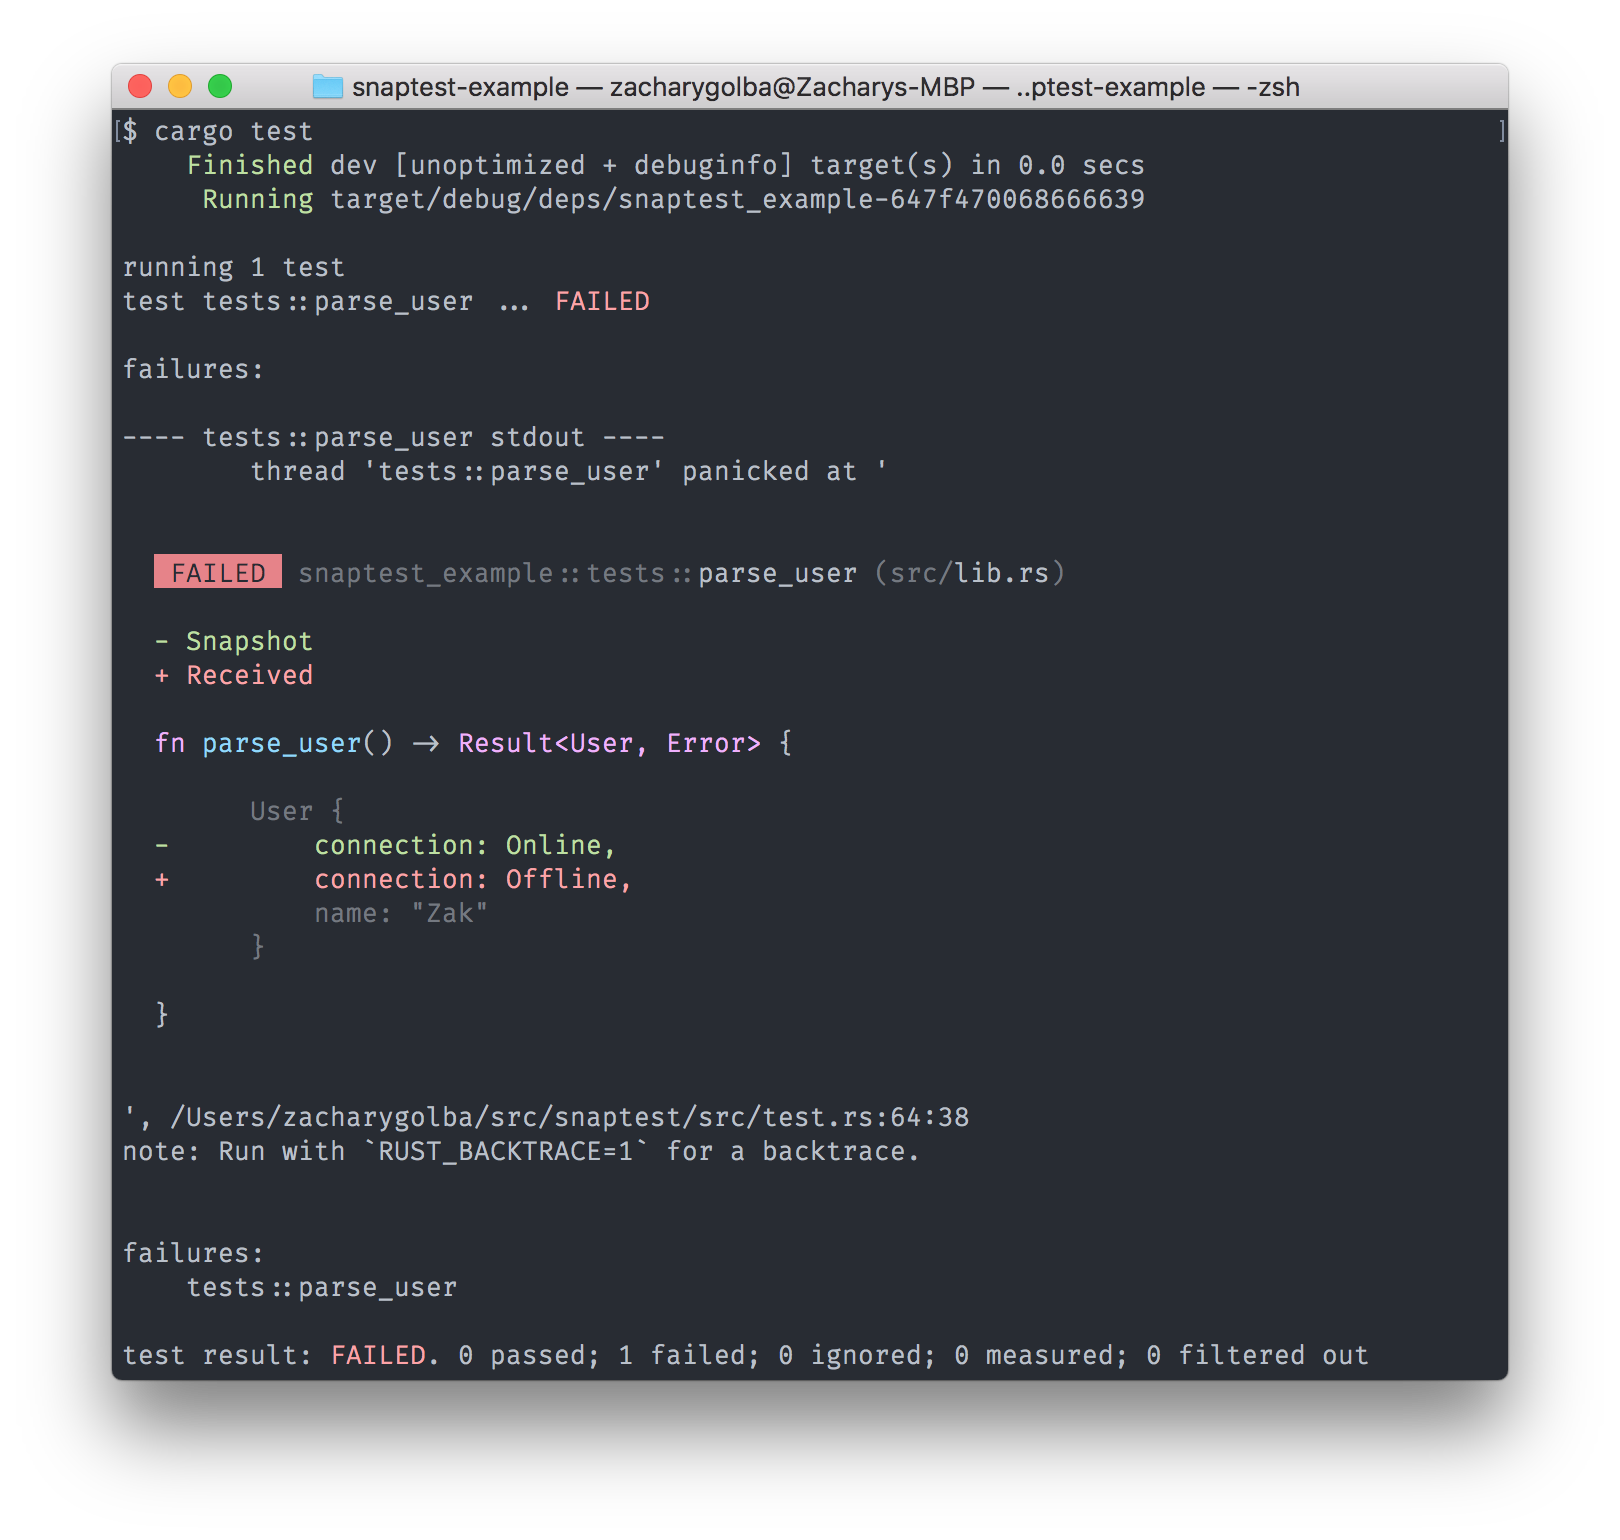 snaptest-example — zacharygolba@Zacharys-MBP — ..ptest-example — -zsh
[$ cargo test ]
Finished dev [unoptimized + debuginfo] target(s) in 0.0 secs
Running target/debug/deps/snaptest_example-647f470068666639
running 1 test
test tests::parse_user ... FAILED
failures:
---- tests::parse_user stdout ----
thread 'tests::parse_user' panicked at '
FAILED snaptest_example::tests::parse_user (src/lib.rs)
- Snapshot
+ Received
fn parse_user() -> Result<User, Error> {
User {
- connection: Online,
+ connection: Offline,
name: "Zak"
}
}
', /Users/zacharygolba/src/snaptest/src/test.rs:64:38
note: Run with `RUST_BACKTRACE=1` for a backtrace.
failures:
tests::parse_user
test result: FAILED. 0 passed; 1 failed; 0 ignored; 0 measured; 0 filtered out